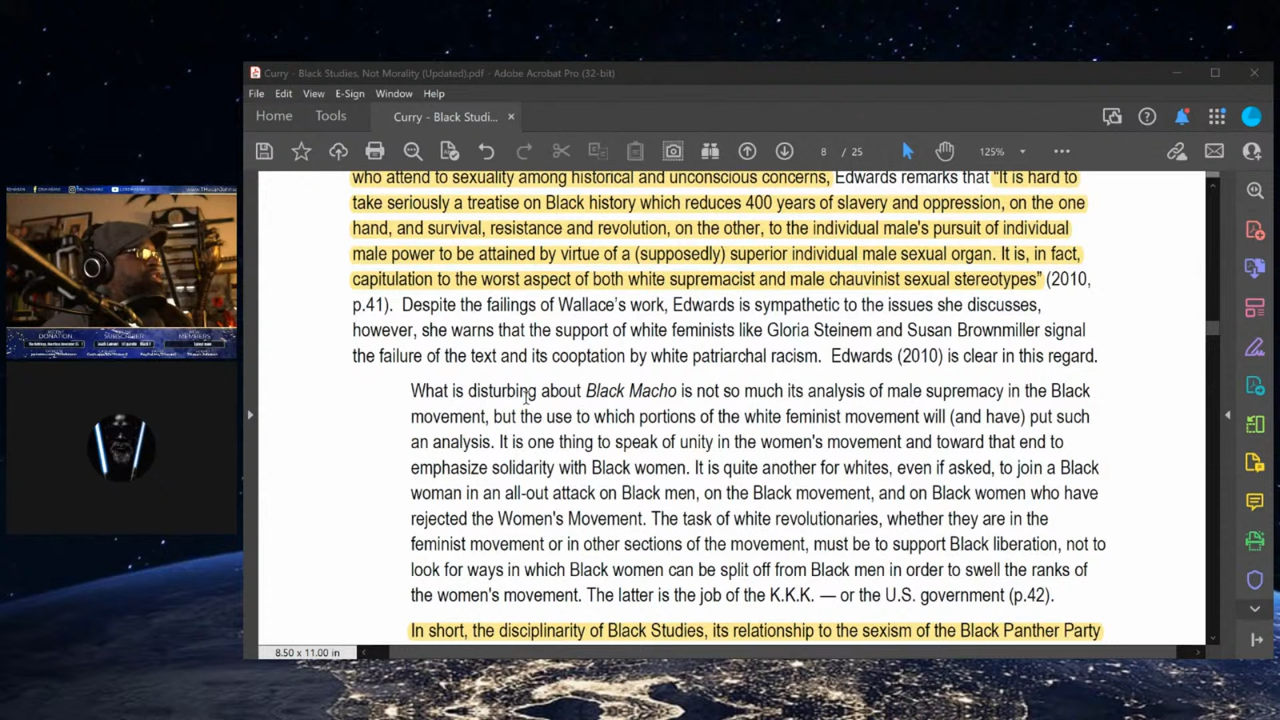 Curry - Black Studies, Not Morality (Updated).pdf - Adobe Acrobat Pro (32-bit)
File Edit View E-Sign Window Help
Home Tools Curry - Black Studi... ×
8 / 25 125%
who attend to sexuality among historical and unconscious concerns, Edwards remarks that "It is hard to
take seriously a treatise on Black history which reduces 400 years of slavery and oppression, on the one
hand, and survival, resistance and revolution, on the other, to the individual male's pursuit of individual
male power to be attained by virtue of a (supposedly) superior individual male sexual organ. It is, in fact,
capitulation to the worst aspect of both white supremacist and male chauvinist sexual stereotypes" (2010,
p.41). Despite the failings of Wallace's work, Edwards is sympathetic to the issues she discusses,
however, she wans that the support of white feminists like Gloria Steinem and Susan Brownmiller signal
the failure of the text and its cooptation by white patriarchal racism. Edwards (2010) is clear in this regard.
What is disturbing about Black Macho is not so much its analysis of male supremacy in the Black
movement, but the use to which portions of the white feminist movement will (and have) put such
an analysis. It is one thing to speak of unity in the women's movement and toward that end to
emphasize solidarity with Black women. It is quite another for whites, even if asked, to join a Black
woman in an all-out attack on Black men, on the Black movement, and on Black women who have
rejected the Women's Movement. The task of white revolutionaries, whether they are in the
feminist movement or in other sections of the movement, must be to support Black liberation, not to
look for ways in which Black women can be split off from Black men in order to swell the ranks of
the women's movement. The latter is the job of the K.K.K. — or the U.S. government (p.42).
In short, the disciplinarity of Black Studies, its relationship to the sexism of the Black Panther Party
8.50 x 11.00 in
DONATION
SUBSCRIBER
MEMBERS